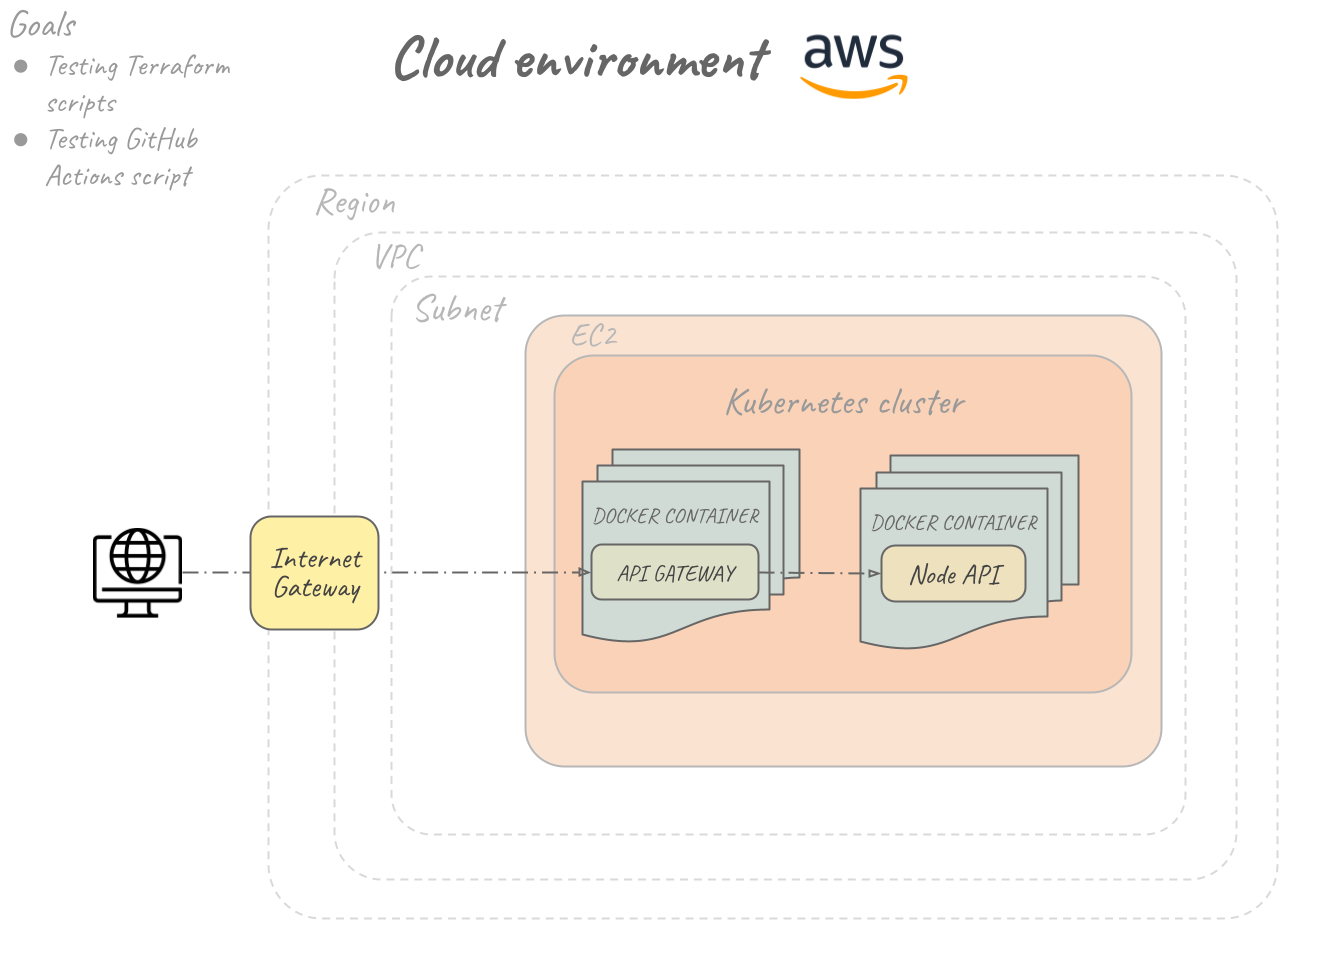 Goals
Testing Terraform
scripts
Testing GitHub
Actions script
Cloud environment
aws
Region
VPC
Subnet
EC2
Kubernetes cluster
DOCKER CONTAINER
API GATEWAY
DOCKER CONTAINER
Node API
Internet
Gateway